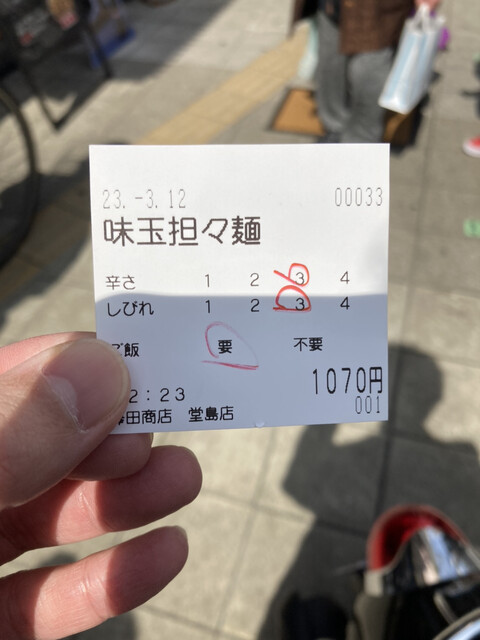 23.-3.12 00033
味玉担々麺
辛さ 1 2 3 4
しびれ 1 2 3 4
ご飯 要 不要
1070円
2:23 001
田商店 堂島店